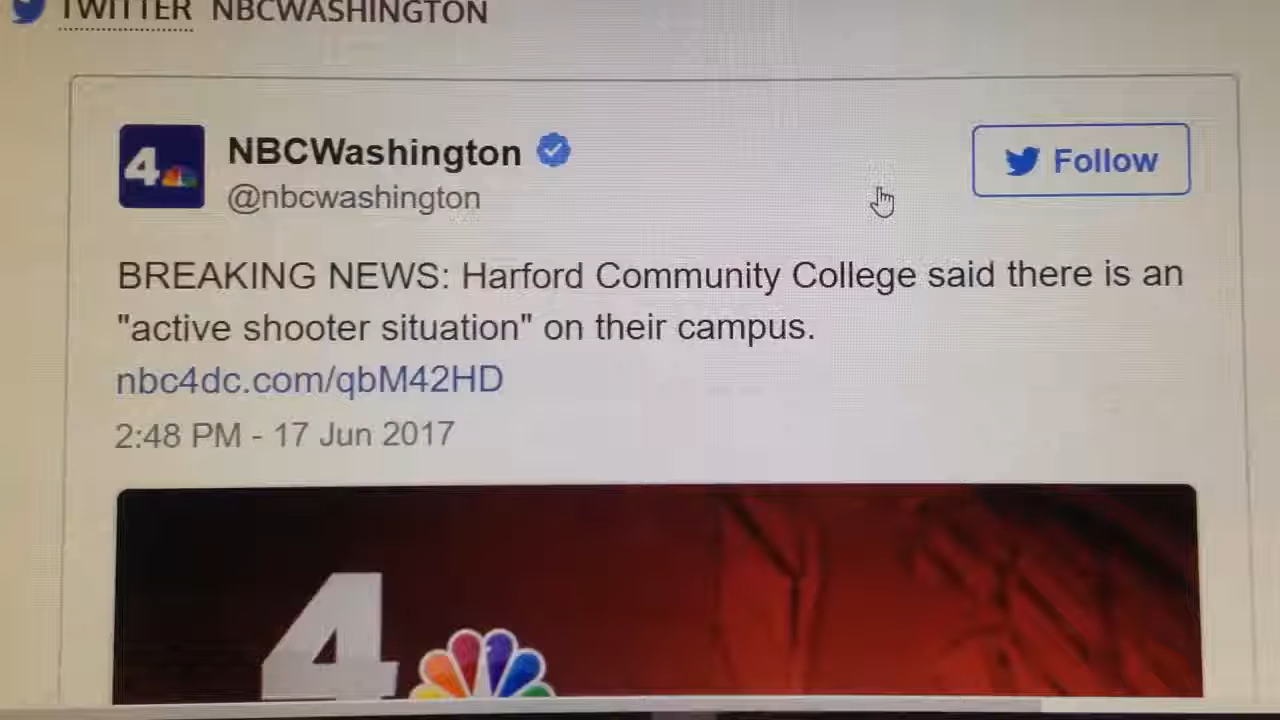 TWITTER NBCWASHINGTON
4
NBCWashington
@nbcwashington
Follow
BREAKING NEWS: Harford Community College said there is an
"active shooter situation" on their campus.
nbc4dc.com/qbM42HD
2:48 PM - 17 Jun 2017
4